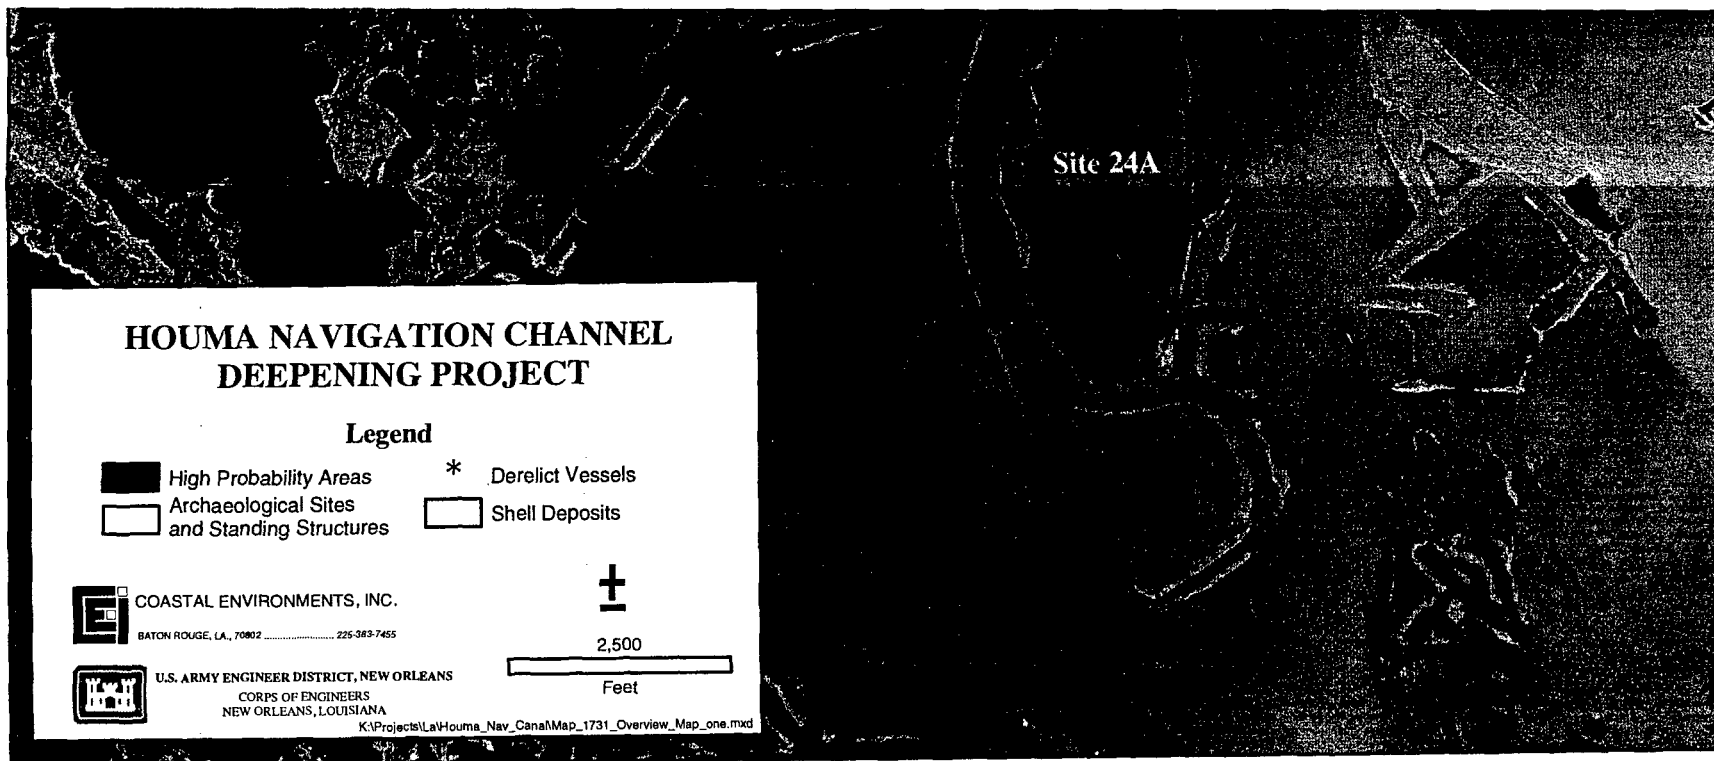 Site 24A
HOUMA NAVIGATION CHANNEL
DEEPENING PROJECT
Legend
High Probability Areas
* Derelict Vessels
Archaeological Sites
and Standing Structures
Shell Deposits
COASTAL ENVIRONMENTS, INC.
BATON ROUGE, LA., 70802 ........................ 225-383-7455
2,500
Feet
U.S. ARMY ENGINEER DISTRICT, NEW ORLEANS
CORPS OF ENGINEERS
NEW ORLEANS, LOUISIANA
K:\Projects\La\Houma_Nav_Canal\Map_1731_Overview_Map_one.mxd